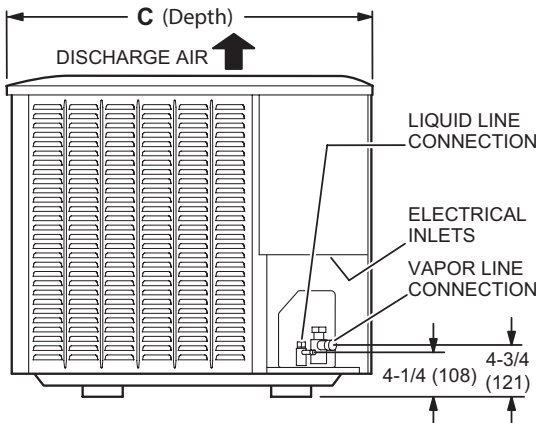 C (Depth)
DISCHARGE AIR
LIQUID LINE
CONNECTION
ELECTRICAL
INLETS
VAPOR LINE
CONNECTION
4-1/4 (108)
4-3/4
(121)